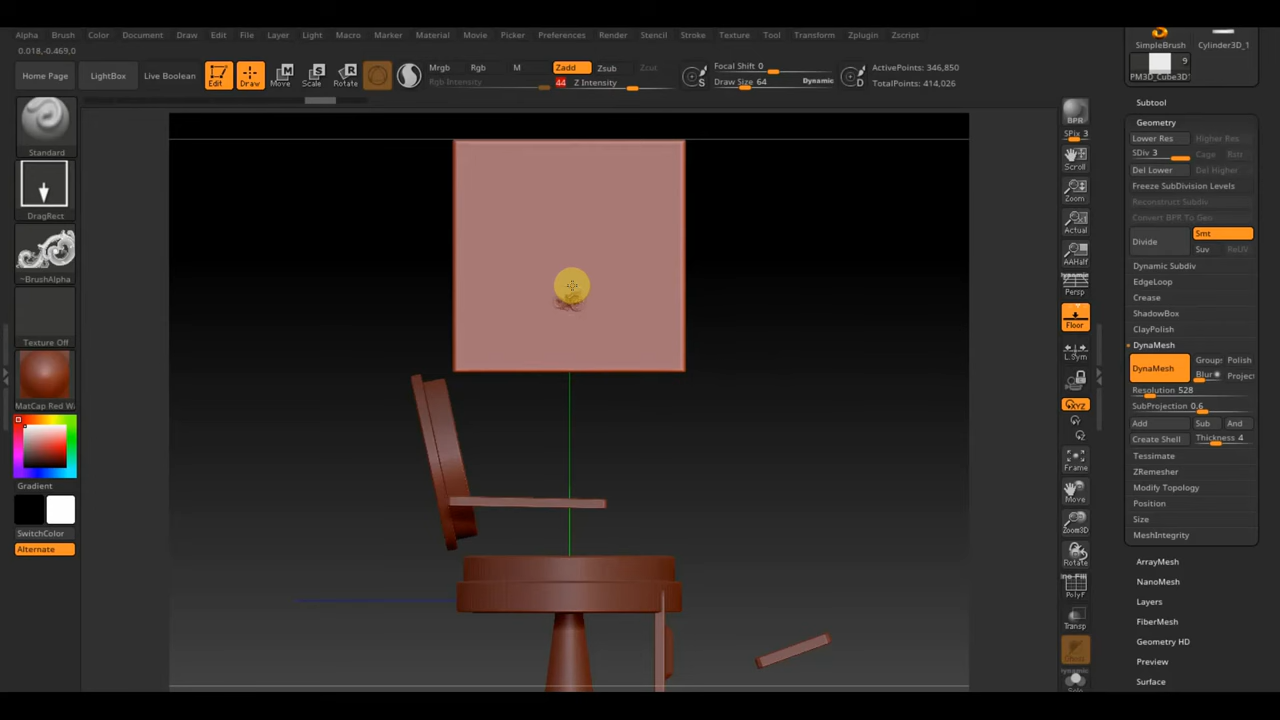 Alpha Brush Color Document Draw Edit File Layer Light Macro Marker Material Movie Picker Preferences Render Stencil Stroke Texture Tool Transform Zplugin Zscript
0.018,-0.469,0
Home Page LightBox Live Boolean Edit Draw Move Scale Rotate
Mrgb Rgb M Zadd Zsub Zcut
Rgb Intensity 44 Z Intensity
Focal Shift 0
Draw Size 64 Dynamic
ActivePoints: 346,850
TotalPoints: 414,026
Standard
DragRect
~BrushAlpha
Texture Off
MatCap Red Wa
Gradient
SwitchColor
Alternate
BPR
SPix 3
Scroll
Zoom
Actual
AAHalf
Persp
Floor
L.Sym
Frame
Move
Zoom3D
Rotate
PolyF
Transp
Solo
SimpleBrush Cylinder3D_1
9
PM3D_Cube3D
Subtool
Geometry
Lower Res Higher Res
SDiv 3 Cage Rstr
Del Lower Del Higher
Freeze SubDivision Levels
Reconstruct Subdiv
Convert BPR To Geo
Divide Smt
Suv ReUV
Dynamic Subdiv
EdgeLoop
Crease
ShadowBox
ClayPolish
DynaMesh
DynaMesh Groups Polish
Blur Project
Resolution 528
SubProjection 0.6
Add Sub And
Create Shell Thickness 4
Tessimate
ZRemesher
Modify Topology
Position
Size
MeshIntegrity
ArrayMesh
NanoMesh
Layers
FiberMesh
Geometry HD
Preview
Surface